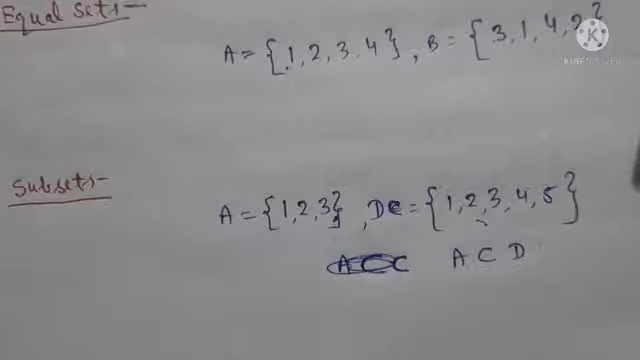 Equal sets:-
A = {1, 2, 3, 4}, B = {3, 1, 4, 2}
K
Subsets:-
A = {1, 2, 3}, D = {1, 2, 3, 4, 5}
A ⊂ D